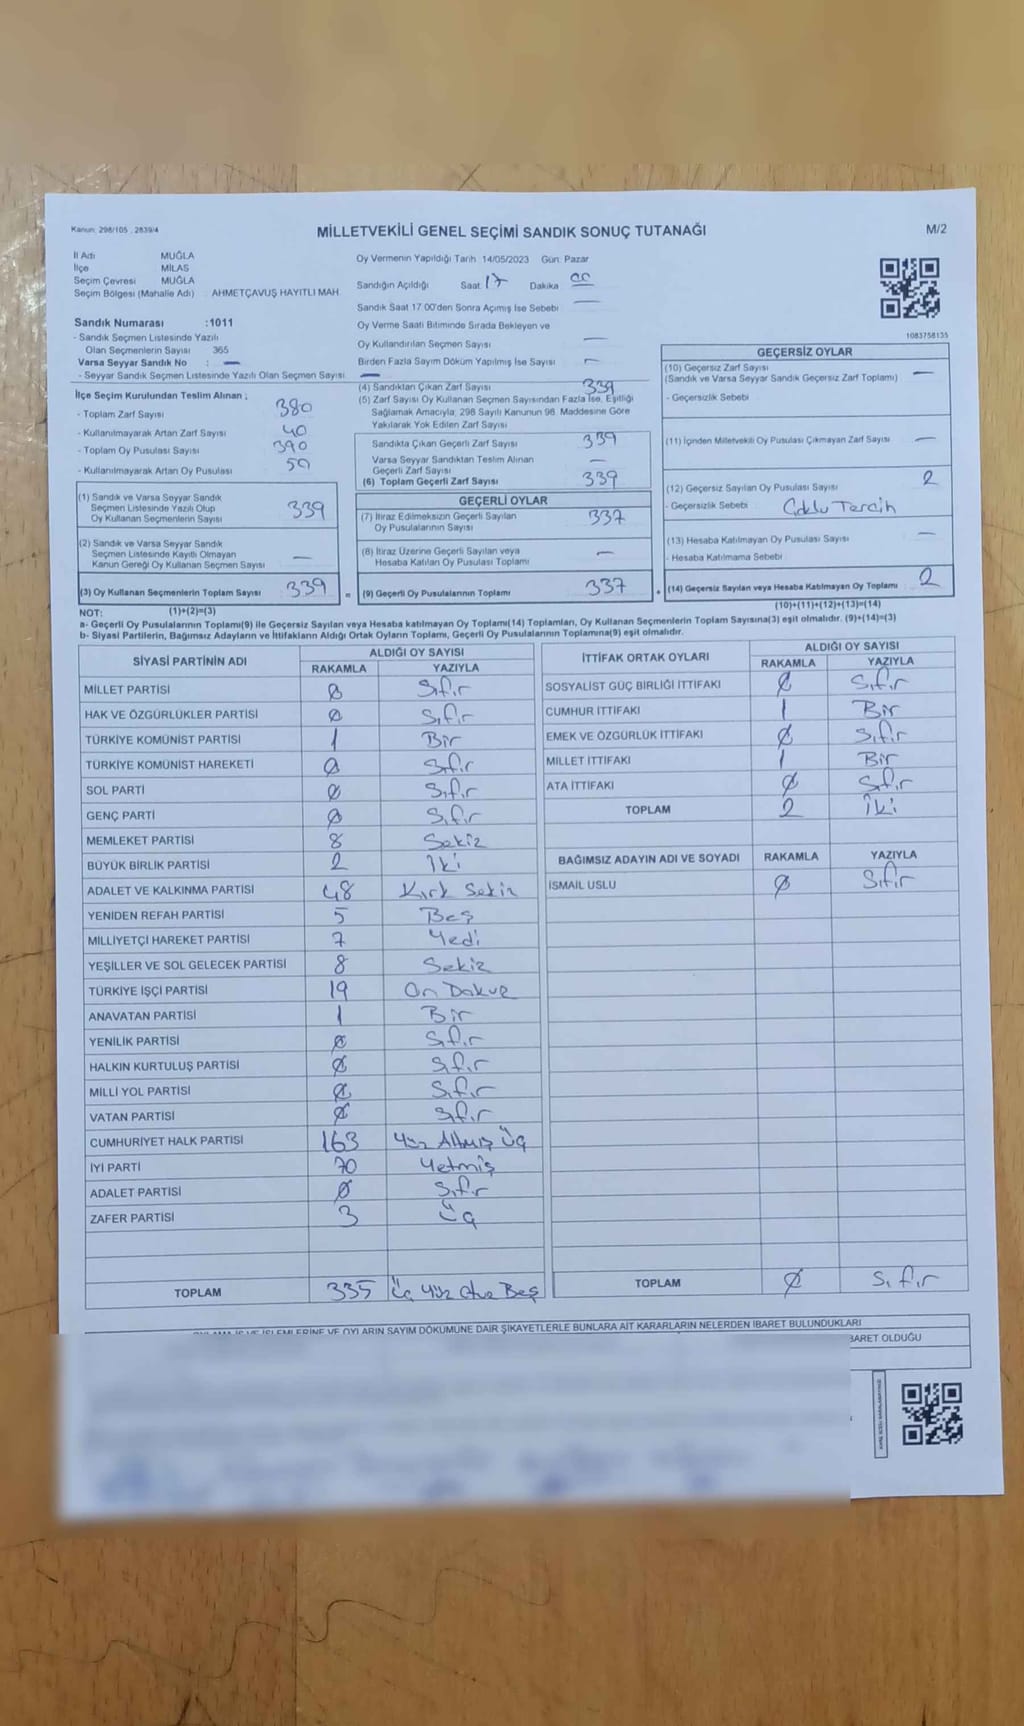 Kanun: 298/105 . 2839/4
MİLLETVEKİLİ GENEL SEÇİMİ SANDIK SONUÇ TUTANAĞI
M/2
İl Adı MUĞLA
İlçe MİLAS
Seçim Çevresi MUĞLA
Seçim Bölgesi (Mahalle Adı) : AHMETÇAVUŞ HAYITLI MAH.
Sandık Numarası :1011
- Sandık Seçmen Listesinde Yazılı
Olan Seçmenlerin Sayısı 365
Varsa Seyyar Sandık No : —
- Seyyar Sandık Seçmen Listesinde Yazılı Olan Seçmen Sayısı: —
İlçe Seçim Kurulundan Teslim Alınan ;
- Toplam Zarf Sayısı 380
- Kullanılmayarak Artan Zarf Sayısı 40
- Toplam Oy Pusulası Sayısı 390
- Kullanılmayarak Artan Oy Pusulası 50
(1) Sandık ve Varsa Seyyar Sandık
Seçmen Listesinde Yazılı Olup
Oy Kullanan Seçmenlerin Sayısı 339
(2) Sandık ve Varsa Seyyar Sandık
Seçmen Listesinde Kayıtlı Olmayan
Kanun Gereği Oy Kullanan Seçmen Sayısı —
(3) Oy Kullanan Seçmenlerin Toplam Sayısı 339 =
Oy Vermenin Yapıldığı Tarih 14/05/2023 Gün: Pazar
Sandığın Açıldığı Saat 17 Dakika 00
Sandık Saat 17:00'den Sonra Açımış İse Sebebi —
Oy Verme Saati Bitiminde Sırada Bekleyen ve
Oy Kullandırılan Seçmen Sayısı —
Birden Fazla Sayım Döküm Yapılmış İse Sayısı —
(4) Sandıktan Çıkan Zarf Sayısı 339
(5) Zarf Sayısı Oy Kullanan Seçmen Sayısından Fazla İse, Eşitliği
Sağlamak Amacıyla, 298 Sayılı Kanunun 98. Maddesine Göre
Yakılarak Yok Edilen Zarf Sayısı
Sandıkta Çıkan Geçerli Zarf Sayısı 339
Varsa Seyyar Sandıktan Teslim Alınan
Geçerli Zarf Sayısı —
(6) Toplam Geçerli Zarf Sayısı 339
GEÇERLİ OYLAR
(7) İtiraz Edilmeksizin Geçerli Sayılan
Oy Pusulalarının Sayısı 337
(8) İtiraz Üzerine Geçerli Sayılan veya
Hesaba Katılan Oy Pusulası Toplamı —
(9) Geçerli Oy Pusulalarının Toplamı 337 +
1083758135
GEÇERSİZ OYLAR
(10) Geçersiz Zarf Sayısı
(Sandık ve Varsa Seyyar Sandık Geçersiz Zarf Toplamı) —
- Geçersizlik Sebebi
(11) İçinden Milletvekili Oy Pusulası Çıkmayan Zarf Sayısı —
(12) Geçersiz Sayılan Oy Pusulası Sayısı 2
- Geçersizlik Sebebi Çoklu Tercih
(13) Hesaba Katılmayan Oy Pusulası Sayısı —
- Hesaba Katılmama Sebebi
(14) Geçersiz Sayılan veya Hesaba Katılmayan Oy Toplamı 2
NOT: (1)+(2)=(3) (10)+(11)+(12)+(13)=(14)
a- Geçerli Oy Pusulalarının Toplamı(9) ile Geçersiz Sayılan veya Hesaba katılmayan Oy Toplamı(14) Toplamları, Oy Kullanan Seçmenlerin Toplam Sayısına(3) eşit olmalıdır. (9)+(14)=(3)
b- Siyasi Partilerin, Bağımsız Adayların ve İttifakların Aldığı Ortak Oyların Toplamı, Geçerli Oy Pusulalarının Toplamına(9) eşit olmalıdır.
SİYASİ PARTİNİN ADI ALDIĞI OY SAYISI
RAKAMLA YAZIYLA
MİLLET PARTİSİ 0 Sıfır
HAK VE ÖZGÜRLÜKLER PARTİSİ 0 Sıfır
TÜRKİYE KOMÜNİST PARTİSİ 1 Bir
TÜRKİYE KOMÜNİST HAREKETİ 0 Sıfır
SOL PARTİ 0 Sıfır
GENÇ PARTİ 0 Sıfır
MEMLEKET PARTİSİ 8 Sekiz
BÜYÜK BİRLİK PARTİSİ 2 İki
ADALET VE KALKINMA PARTİSİ 48 Kırk Sekiz
YENİDEN REFAH PARTİSİ 5 Beş
MİLLİYETÇİ HAREKET PARTİSİ 7 Yedi
YEŞİLLER VE SOL GELECEK PARTİSİ 8 Sekiz
TÜRKİYE İŞÇİ PARTİSİ 19 On Dokuz
ANAVATAN PARTİSİ 1 Bir
YENİLİK PARTİSİ 0 Sıfır
HALKIN KURTULUŞ PARTİSİ 0 Sıfır
MİLLİ YOL PARTİSİ 0 Sıfır
VATAN PARTİSİ 0 Sıfır
CUMHURİYET HALK PARTİSİ 163 Yüz Altmış Üç
İYİ PARTİ 70 Yetmiş
ADALET PARTİSİ 0 Sıfır
ZAFER PARTİSİ 3 Üç
TOPLAM 335 Üç Yüz Otuz Beş
İTTİFAK ORTAK OYLARI ALDIĞI OY SAYISI
RAKAMLA YAZIYLA
SOSYALİST GÜÇ BİRLİĞİ İTTİFAKI 0 Sıfır
CUMHUR İTTİFAKI 1 Bir
EMEK VE ÖZGÜRLÜK İTTİFAKI 0 Sıfır
MİLLET İTTİFAKI 1 Bir
ATA İTTİFAKI 0 Sıfır
TOPLAM 2 İki
BAĞIMSIZ ADAYIN ADI VE SOYADI RAKAMLA YAZIYLA
İSMAİL USLU 0 Sıfır
TOPLAM 0 Sıfır
OYLAMA İŞ VE İŞLEMLERİNE VE OYLARIN SAYIM DÖKÜMÜNE DAİR ŞİKAYETLERLE BUNLARA AİT KARARLARIN NELERDEN İBARET BULUNDUKLARI
BARET OLDUĞU